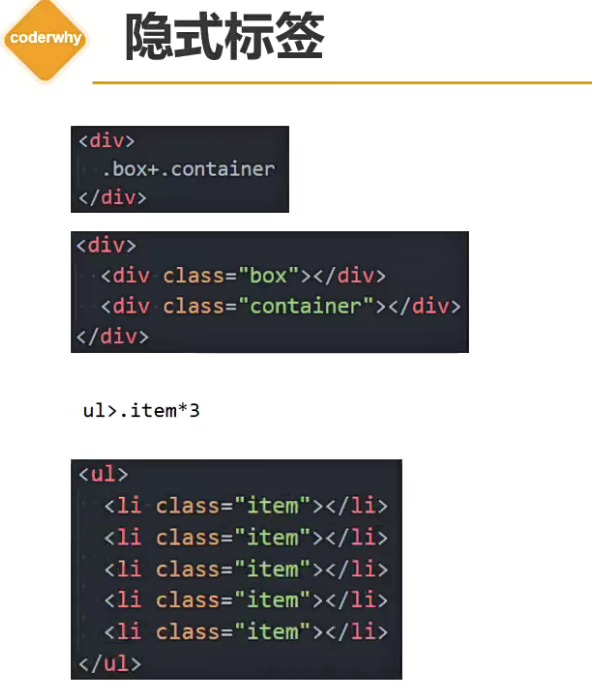 coderwhy
隐式标签
<div>
.box+.container
</div>
<div>
<div class="box"></div>
<div class="container"></div>
</div>
ul>.item*3
<ul>
<li class="item"></li>
<li class="item"></li>
<li class="item"></li>
<li class="item"></li>
<li class="item"></li>
</ul>